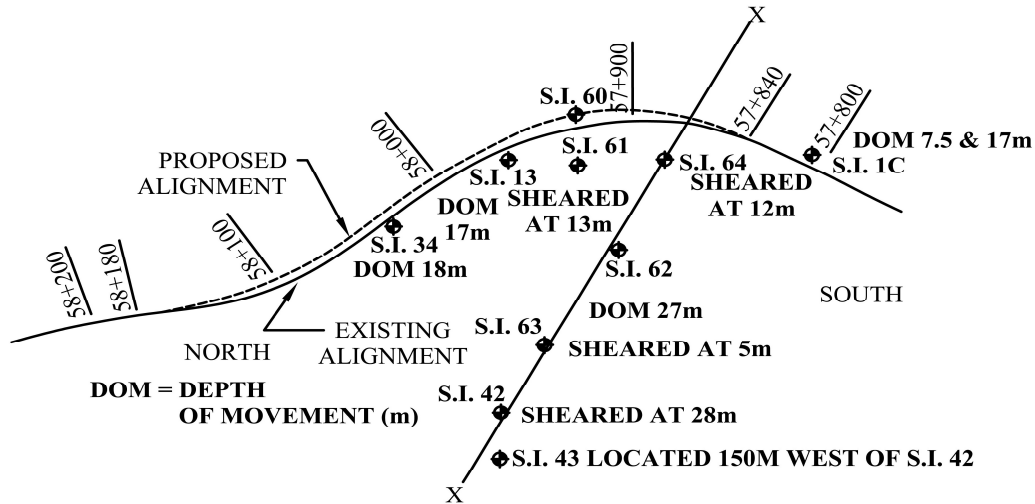 X
57+900
S.I. 60
57+840
57+800
58+000
DOM 7.5 & 17m
S.I. 1C
PROPOSED
ALIGNMENT
S.I. 61
S.I. 13
S.I. 64
SHEARED
AT 12m
SHEARED
AT 13m
DOM
17m
S.I. 34
DOM 18m
58+100
58+180
58+200
S.I. 62
SOUTH
DOM 27m
S.I. 63
EXISTING
ALIGNMENT
NORTH
SHEARED AT 5m
DOM = DEPTH
OF MOVEMENT (m)
S.I. 42
SHEARED AT 28m
S.I. 43 LOCATED 150M WEST OF S.I. 42
X